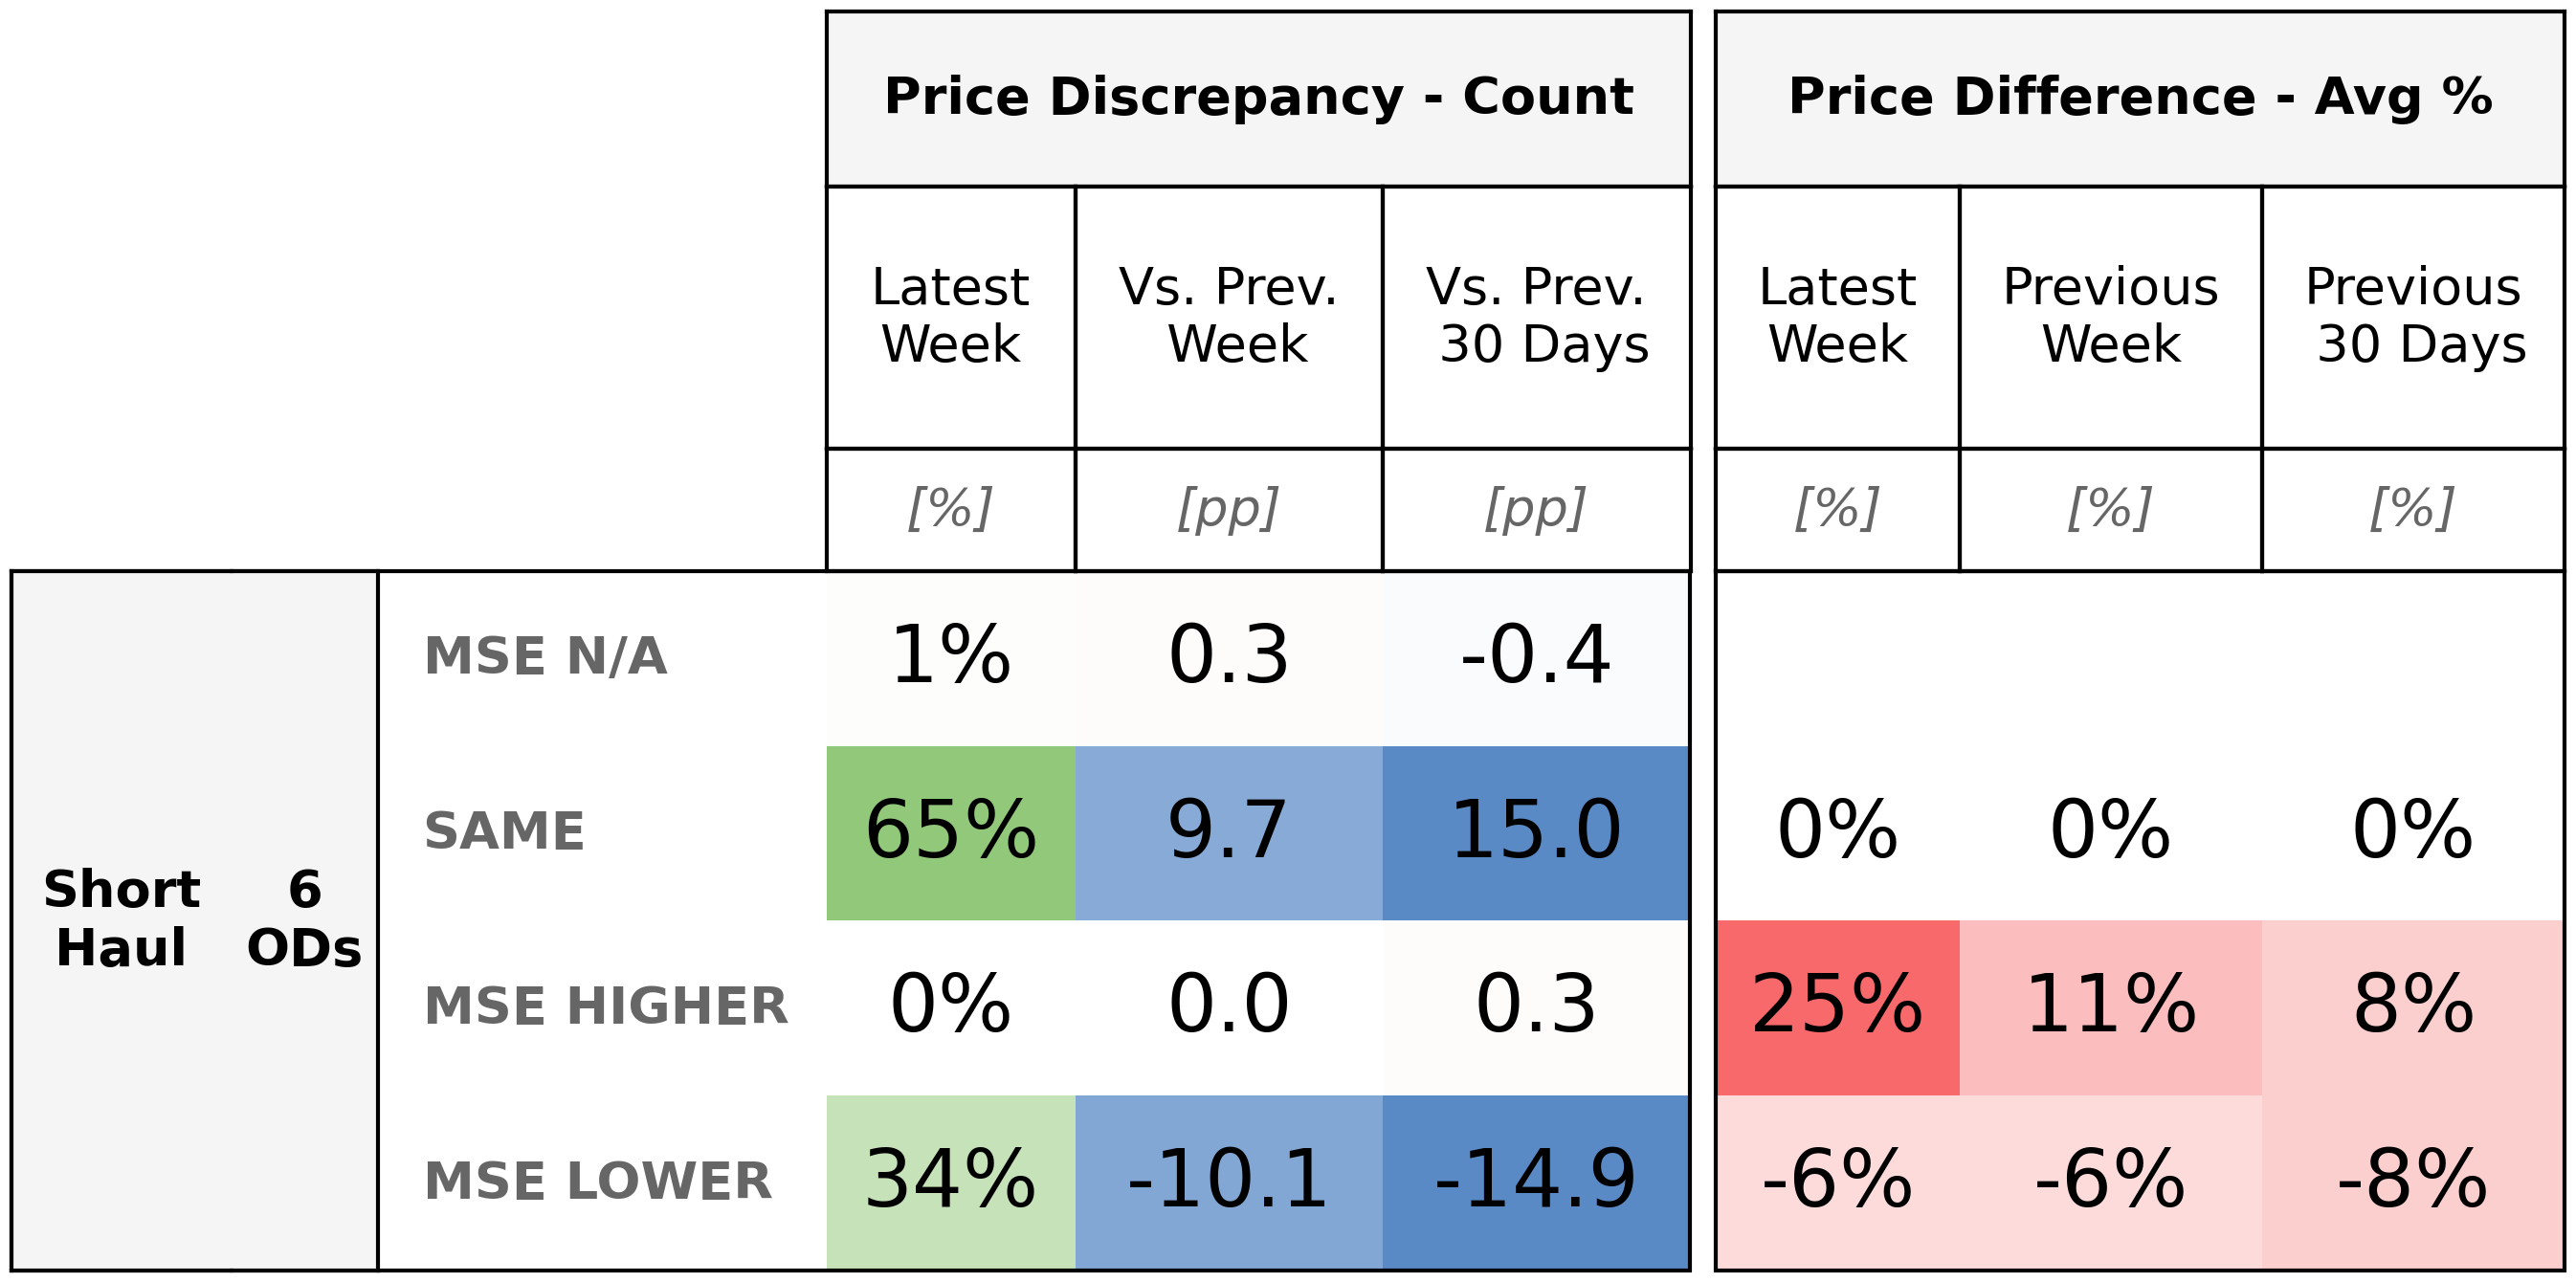 Price Discrepancy - Count Price Difference - Avg %
Latest Week Vs. Prev. Week Vs. Prev. 30 Days Latest Week Previous Week Previous 30 Days
[%] [pp] [pp] [%] [%] [%]
Short Haul 6 ODs
MSE N/A 1% 0.3 -0.4
SAME 65% 9.7 15.0 0% 0% 0%
MSE HIGHER 0% 0.0 0.3 25% 11% 8%
MSE LOWER 34% -10.1 -14.9 -6% -6% -8%